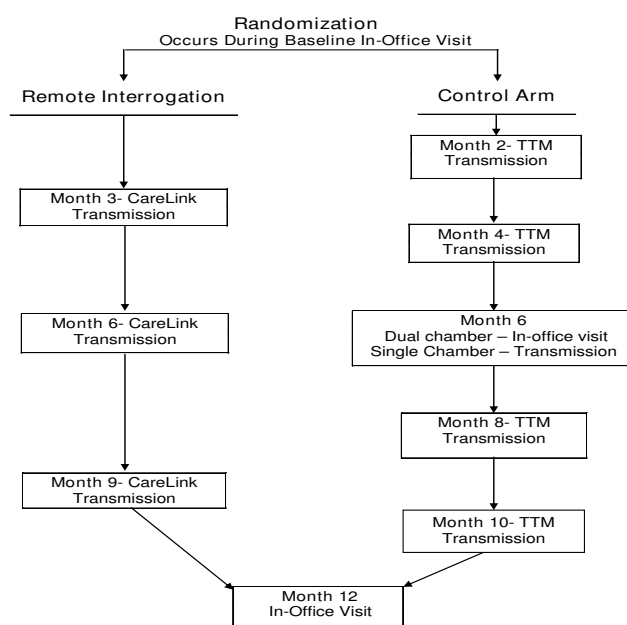 Randomization
Occurs During Baseline In-Office Visit
Remote Interrogation
Control Arm
Month 2- TTM
Transmission
Month 3- CareLink
Transmission
Month 4- TTM
Transmission
Month 6- CareLink
Transmission
Month 6
Dual chamber – In-office visit
Single Chamber – Transmission
Month 8- TTM
Transmission
Month 9- CareLink
Transmission
Month 10- TTM
Transmission
Month 12
In-Office Visit